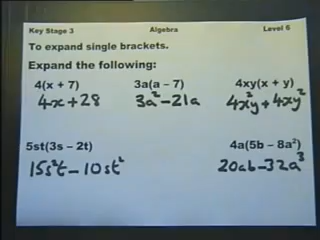 Key Stage 3 Algebra Level 6
To expand single brackets.
Expand the following:
4(x + 7) 3a(a – 7) 4xy(x + y)
4x + 28 3a² – 21a 4x²y + 4xy²
5st(3s – 2t) 4a(5b – 8a²)
15s²t – 10st² 20ab – 32a³